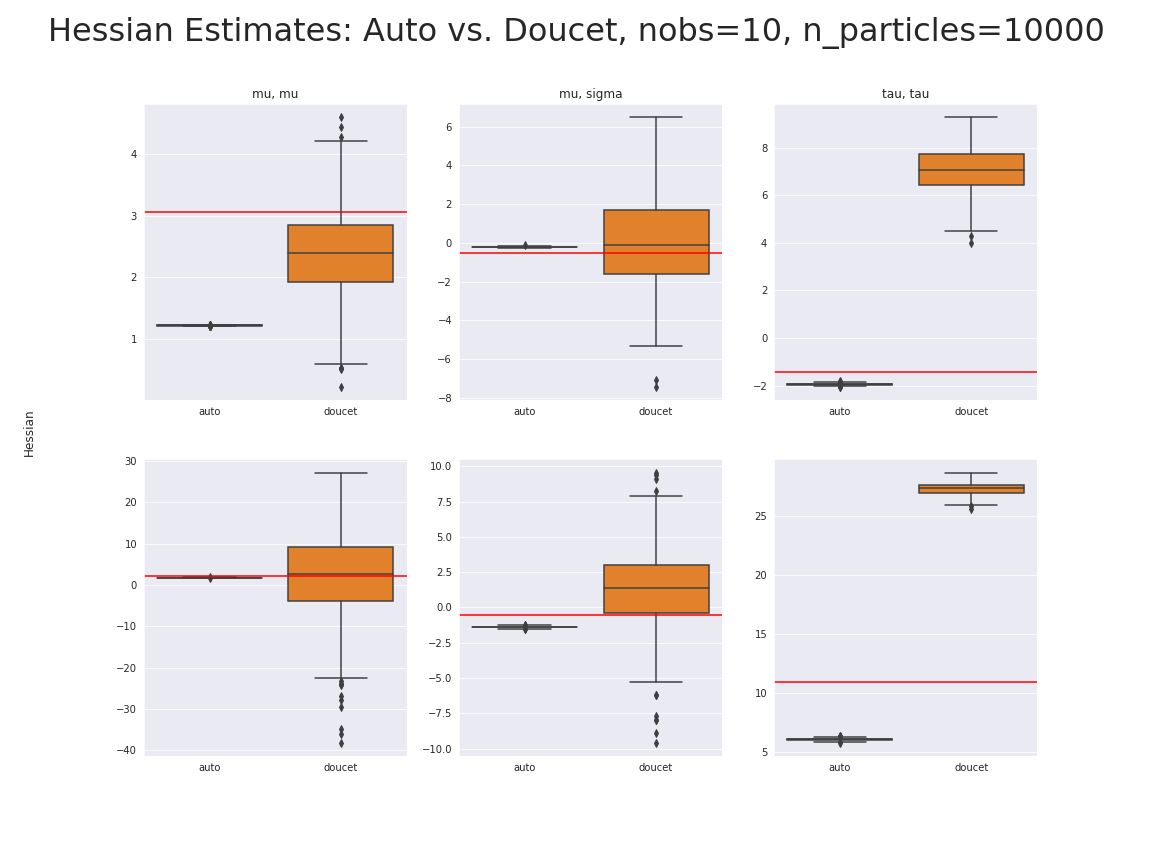 Hessian Estimates: Auto vs. Doucet, nobs=10, n_particles=10000
mu, mu
mu, sigma
tau, tau
4
3
2
1
6
4
2
0
−2
−4
−6
−8
8
6
4
2
0
−2
auto
doucet
auto
doucet
auto
doucet
Hessian
30
20
10
0
−10
−20
−30
−40
10.0
7.5
5.0
2.5
0.0
−2.5
−5.0
−7.5
−10.0
25
20
15
10
5
auto
doucet
auto
doucet
auto
doucet